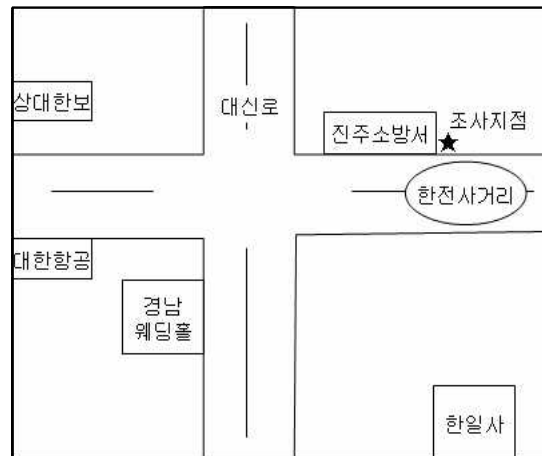 상대한보
대신로
진주소방서
조사지점
한전사거리
대한항공
경남
웨딩홀
한일사